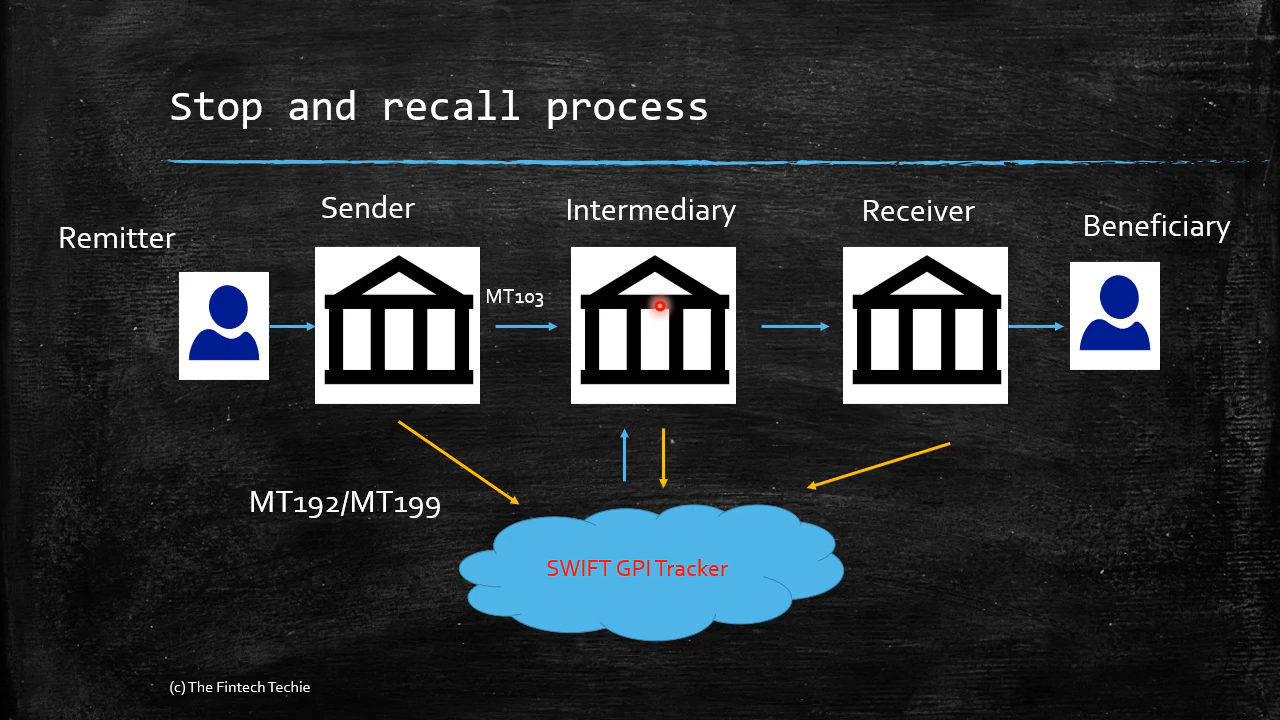 Stop and recall process
Sender
Intermediary
Receiver
Beneficiary
Remitter
MT103
MT192/MT199
SWIFT GPI Tracker
(c) The Fintech Techie